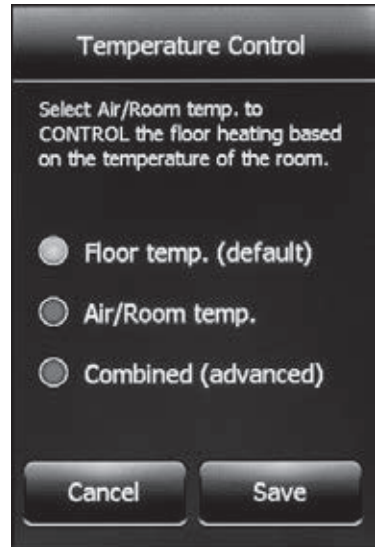 Temperature Control
Select Air/Room temp. to
CONTROL the floor heating based
on the temperature of the room.
Floor temp. (default)
Air/Room temp.
Combined (advanced)
Cancel
Save